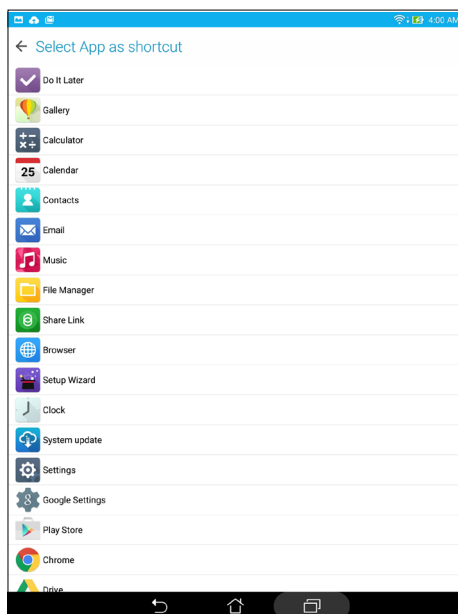 4:00 AM
Select App as shortcut
Do It Later
Gallery
Calculator
25 Calendar
Contacts
Email
Music
File Manager
Share Link
Browser
Setup Wizard
Clock
System update
Settings
8 Google Settings
Play Store
Chrome
Drive